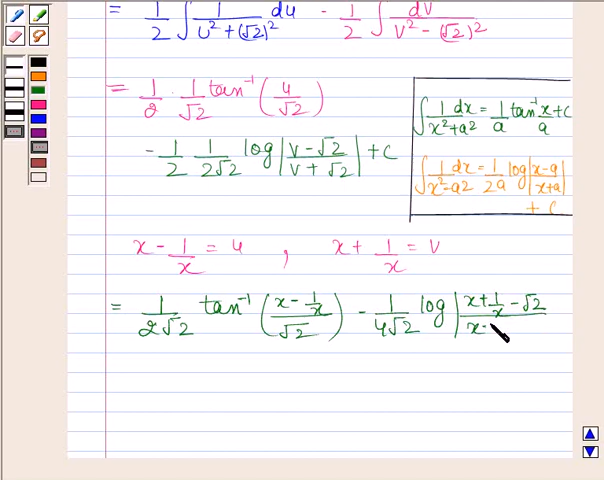 = 1/2 ∫ 1/(u² + (√2)²) du - 1/2 ∫ dv/(v² - (√2)²)
= 1/2 · 1/√2 tan⁻¹ (u/√2)
- 1/2 1/2√2 log |(v - √2)/(v + √2)| + c
∫ 1 dx/(x² + a²) = 1/a tan⁻¹ x/a + c
∫ 1 dx/(x² - a²) = 1/2a log |(x - a)/(x + a)|
+ c
x - 1/x = u , x + 1/x = v
= 1/2√2 tan⁻¹ ((x - 1/x)/√2) - 1/4√2 log |(x + 1/x - √2)/(x -